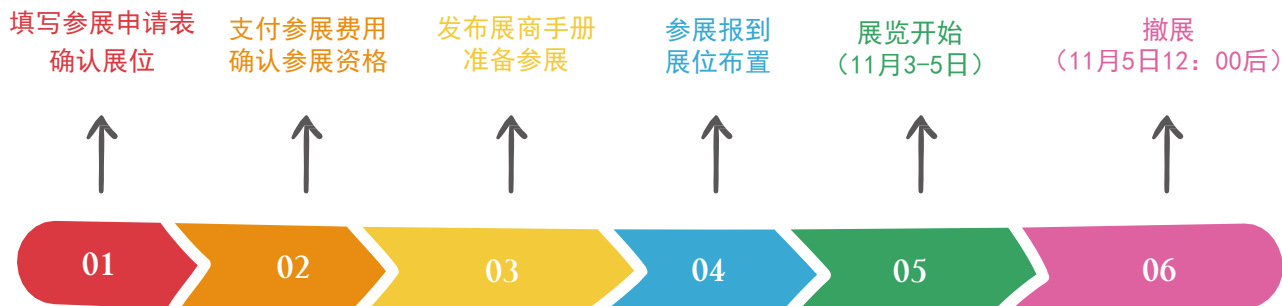 填写参展申请表
确认展位
支付参展费用
确认参展资格
发布展商手册
准备参展
参展报到
展位布置
展览开始
（11月3-5日）
撤展
（11月5日12：00后）
01
02
03
04
05
06